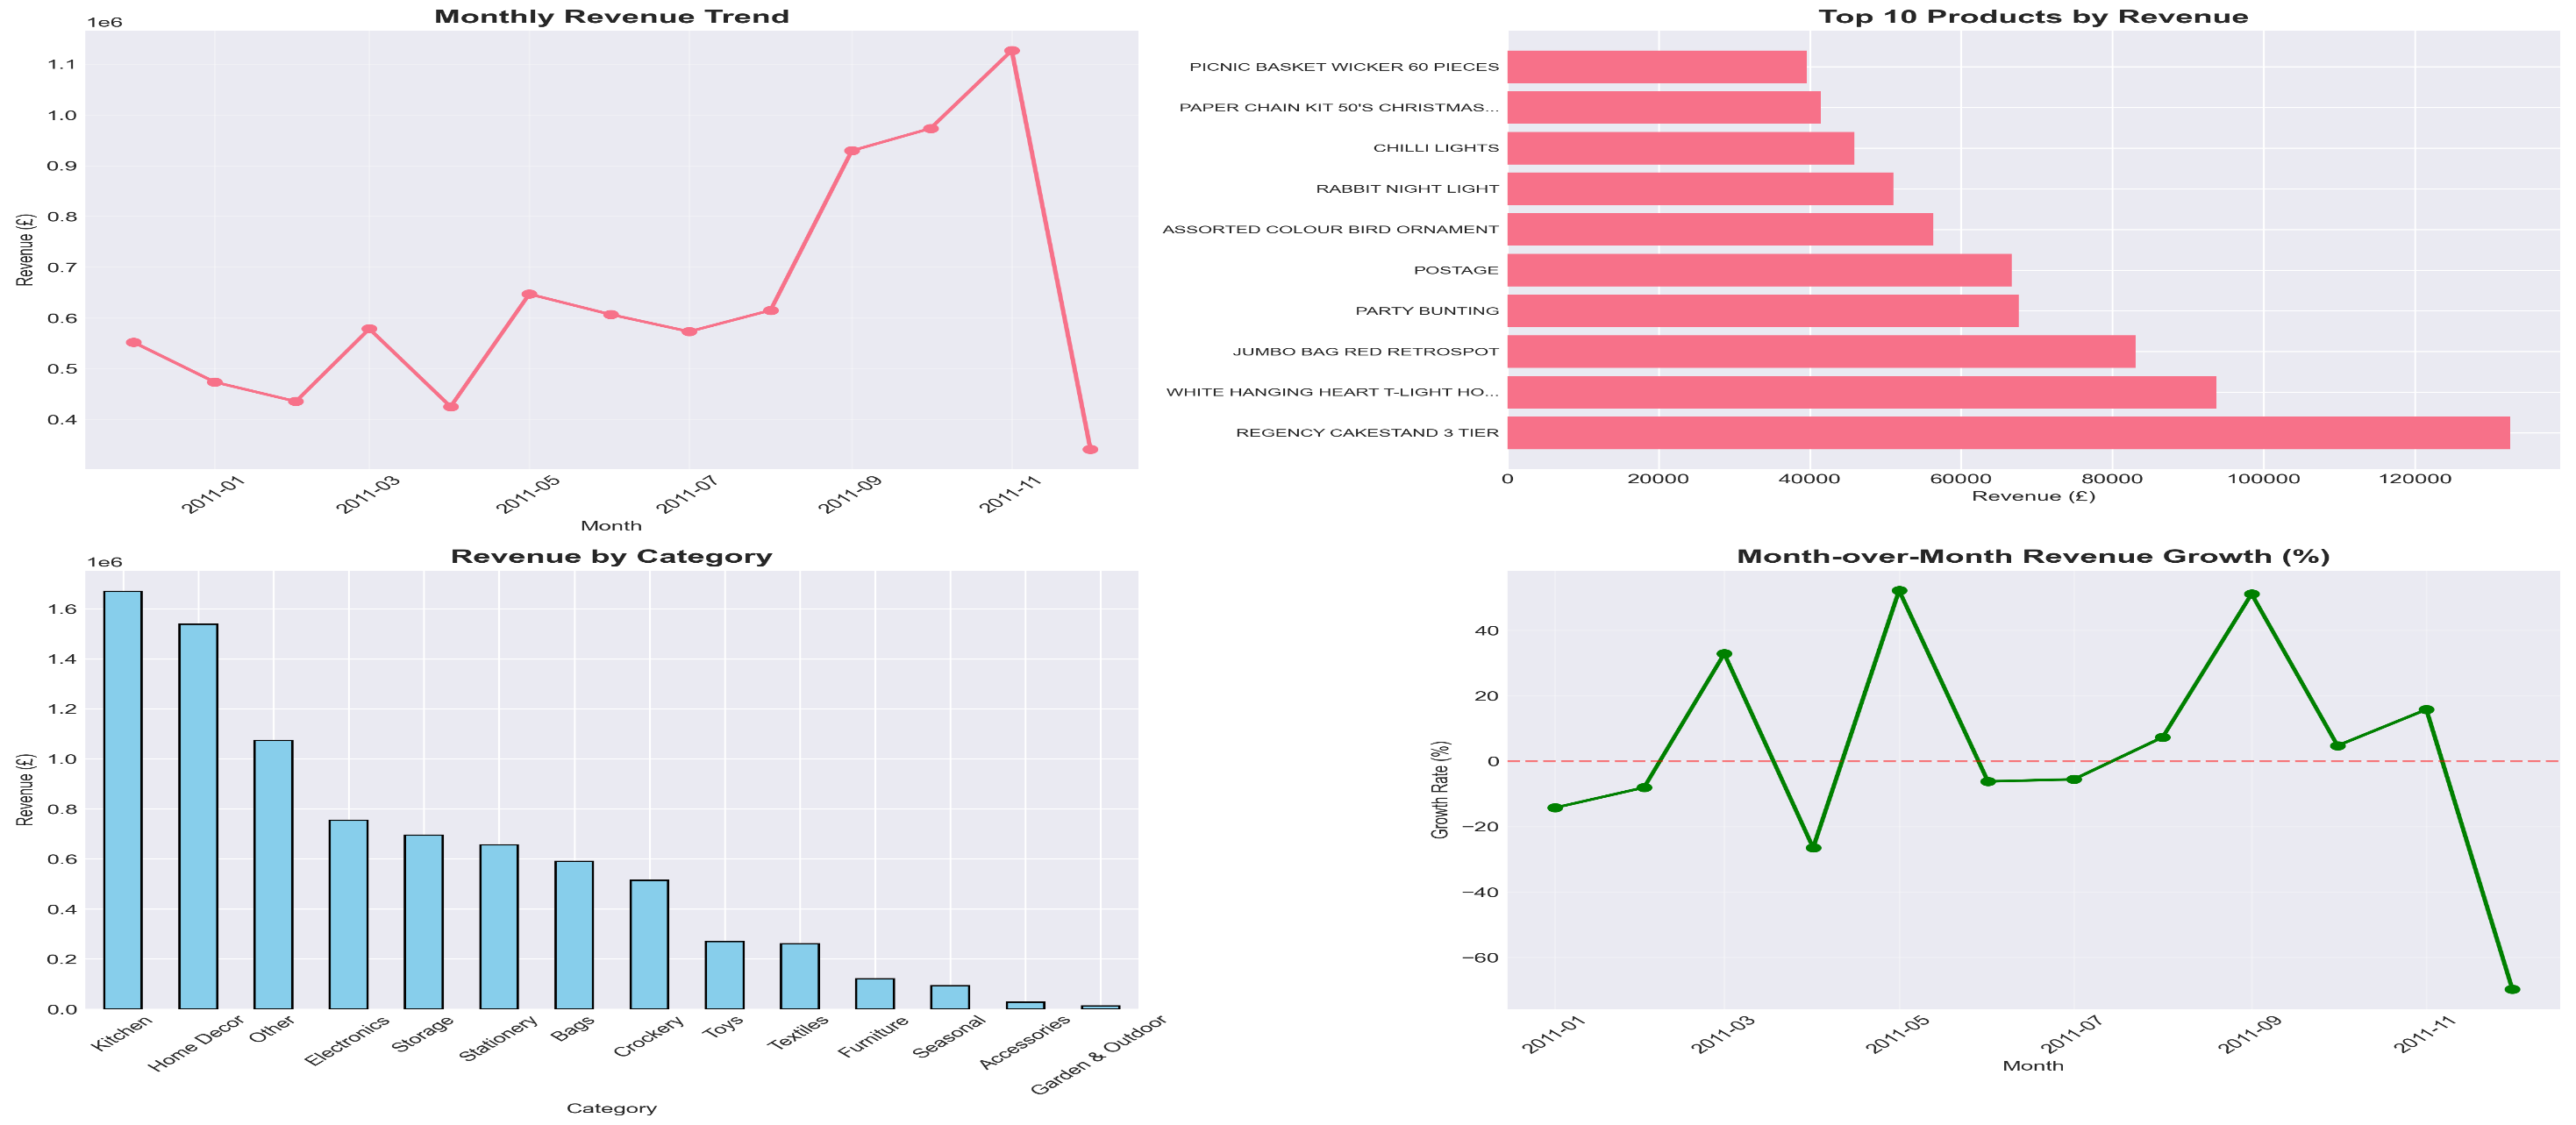 Monthly Revenue Trend
1e6
1.1
1.0
0.9
0.8
0.7
0.6
0.5
0.4
Revenue (£)
2011-01
2011-03
2011-05
2011-07
2011-09
2011-11
Month
Top 10 Products by Revenue
PICNIC BASKET WICKER 60 PIECES
PAPER CHAIN KIT 50'S CHRISTMAS...
CHILLI LIGHTS
RABBIT NIGHT LIGHT
ASSORTED COLOUR BIRD ORNAMENT
POSTAGE
PARTY BUNTING
JUMBO BAG RED RETROSPOT
WHITE HANGING HEART T-LIGHT HO...
REGENCY CAKESTAND 3 TIER
0
20000
40000
60000
80000
100000
120000
Revenue (£)
Revenue by Category
1e6
1.6
1.4
1.2
1.0
0.8
0.6
0.4
0.2
0.0
Revenue (£)
Kitchen
Home Decor
Other
Electronics
Storage
Stationery
Bags
Crockery
Toys
Textiles
Furniture
Seasonal
Accessories
Garden & Outdoor
Category
Month-over-Month Revenue Growth (%)
40
20
0
−20
−40
−60
Growth Rate (%)
2011-01
2011-03
2011-05
2011-07
2011-09
2011-11
Month